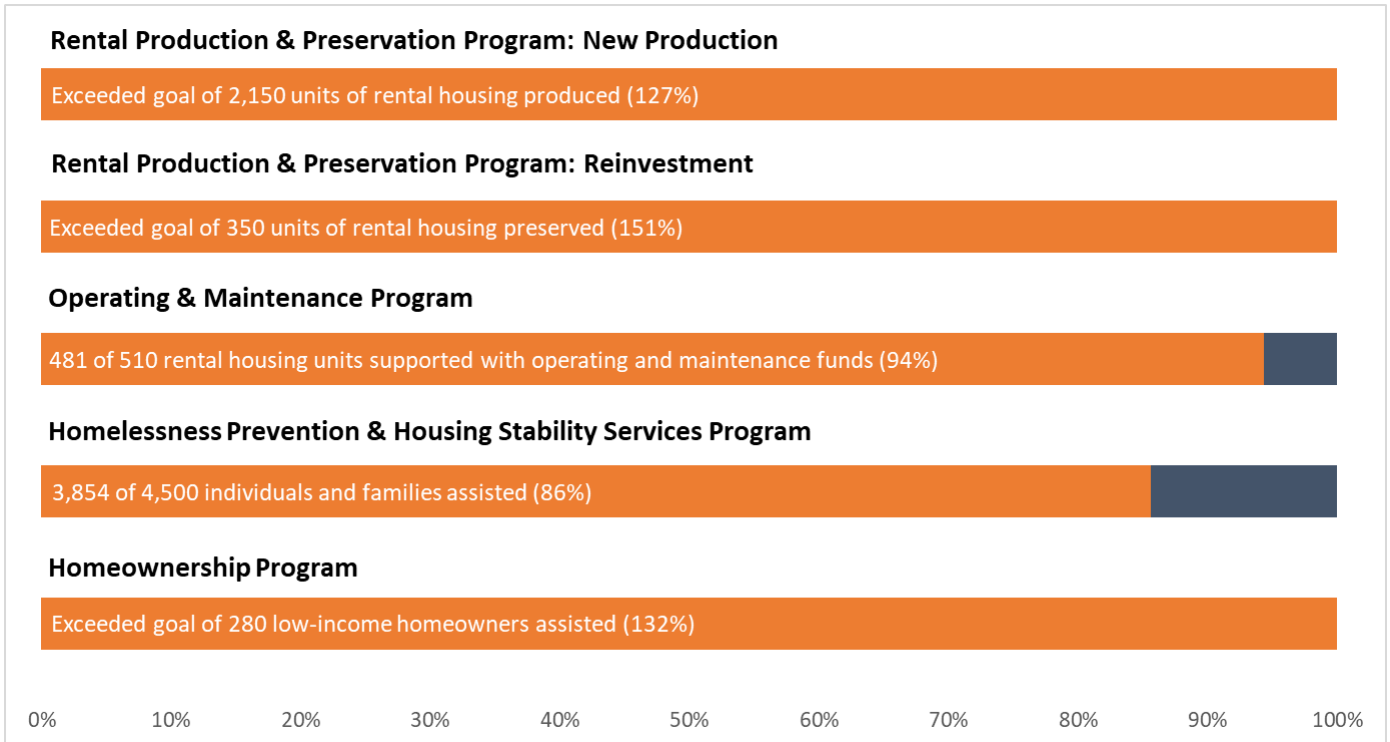 Rental Production & Preservation Program: New Production
Exceeded goal of 2,150 units of rental housing produced (127%)
Rental Production & Preservation Program: Reinvestment
Exceeded goal of 350 units of rental housing preserved (151%)
Operating & Maintenance Program
481 of 510 rental housing units supported with operating and maintenance funds (94%)
Homelessness Prevention & Housing Stability Services Program
3,854 of 4,500 individuals and families assisted (86%)
Homeownership Program
Exceeded goal of 280 low-income homeowners assisted (132%)
0% 10% 20% 30% 40% 50% 60% 70% 80% 90% 100%